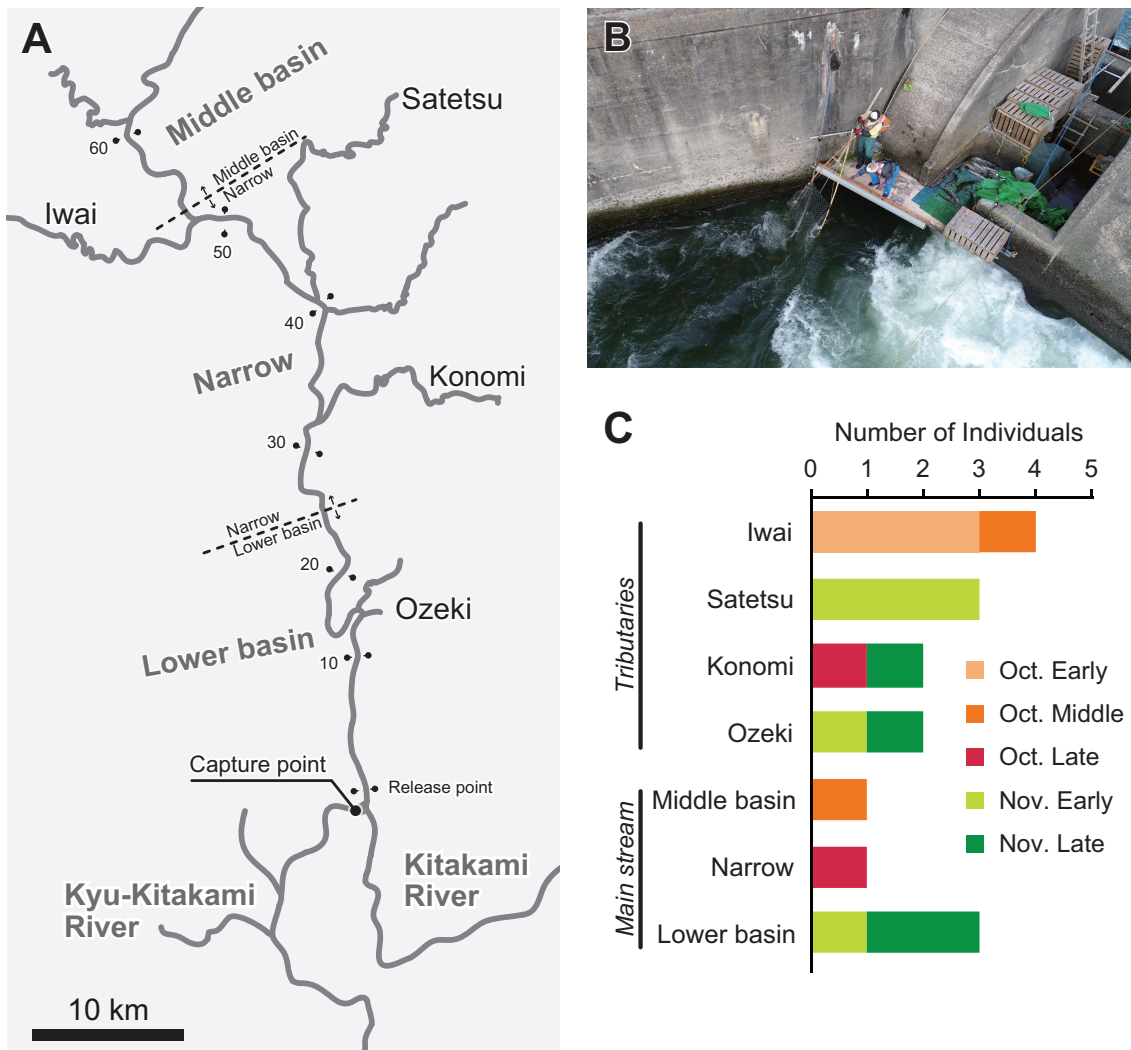 A
Middle basin
Satetsu
60
Middle basin
Narrow
Iwai
50
40
Narrow
Konomi
30
Narrow
Lower basin
20
Ozeki
Lower basin
10
Capture point
Release point
Kitakami
River
Kyu-Kitakami
River
10 km
B
C
Number of Individuals
0 1 2 3 4 5
Tributaries
Iwai
Satetsu
Konomi
Ozeki
Main stream
Middle basin
Narrow
Lower basin
Oct. Early
Oct. Middle
Oct. Late
Nov. Early
Nov. Late